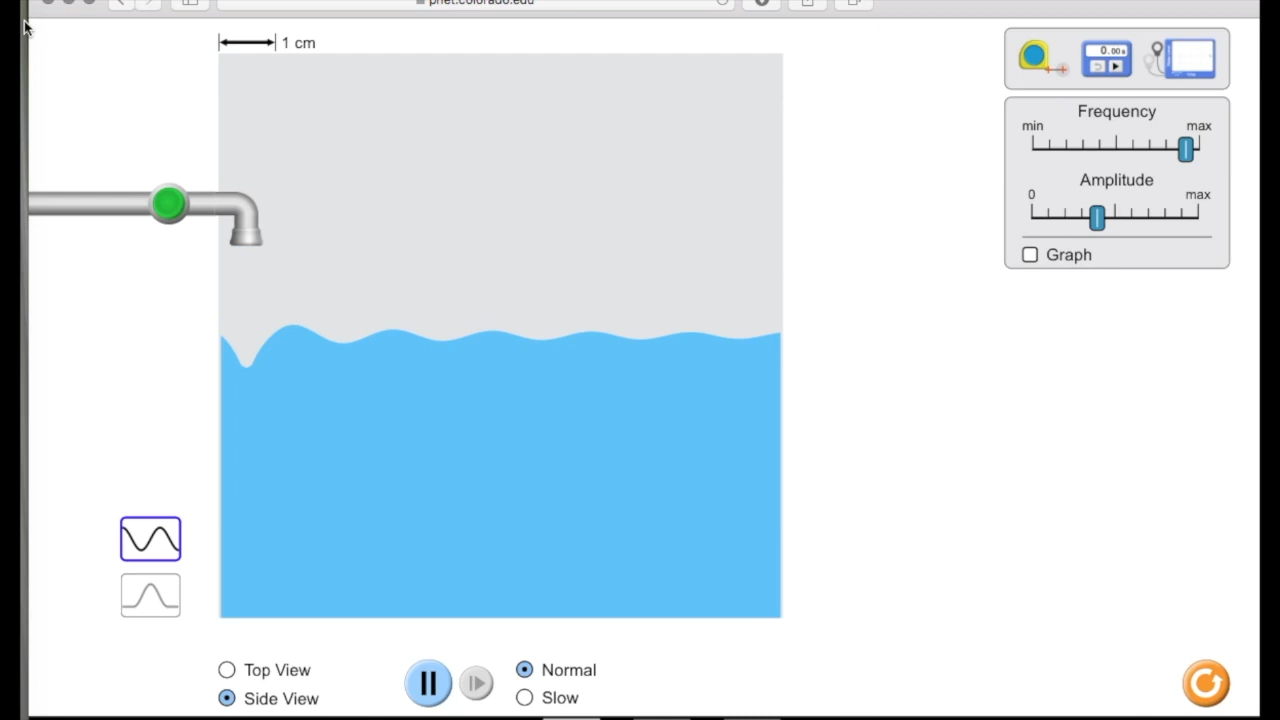 phet.colorado.edu
1 cm
0.00 s
Frequency
min max
Amplitude
0 max
Graph
Top View
Normal
Side View
Slow